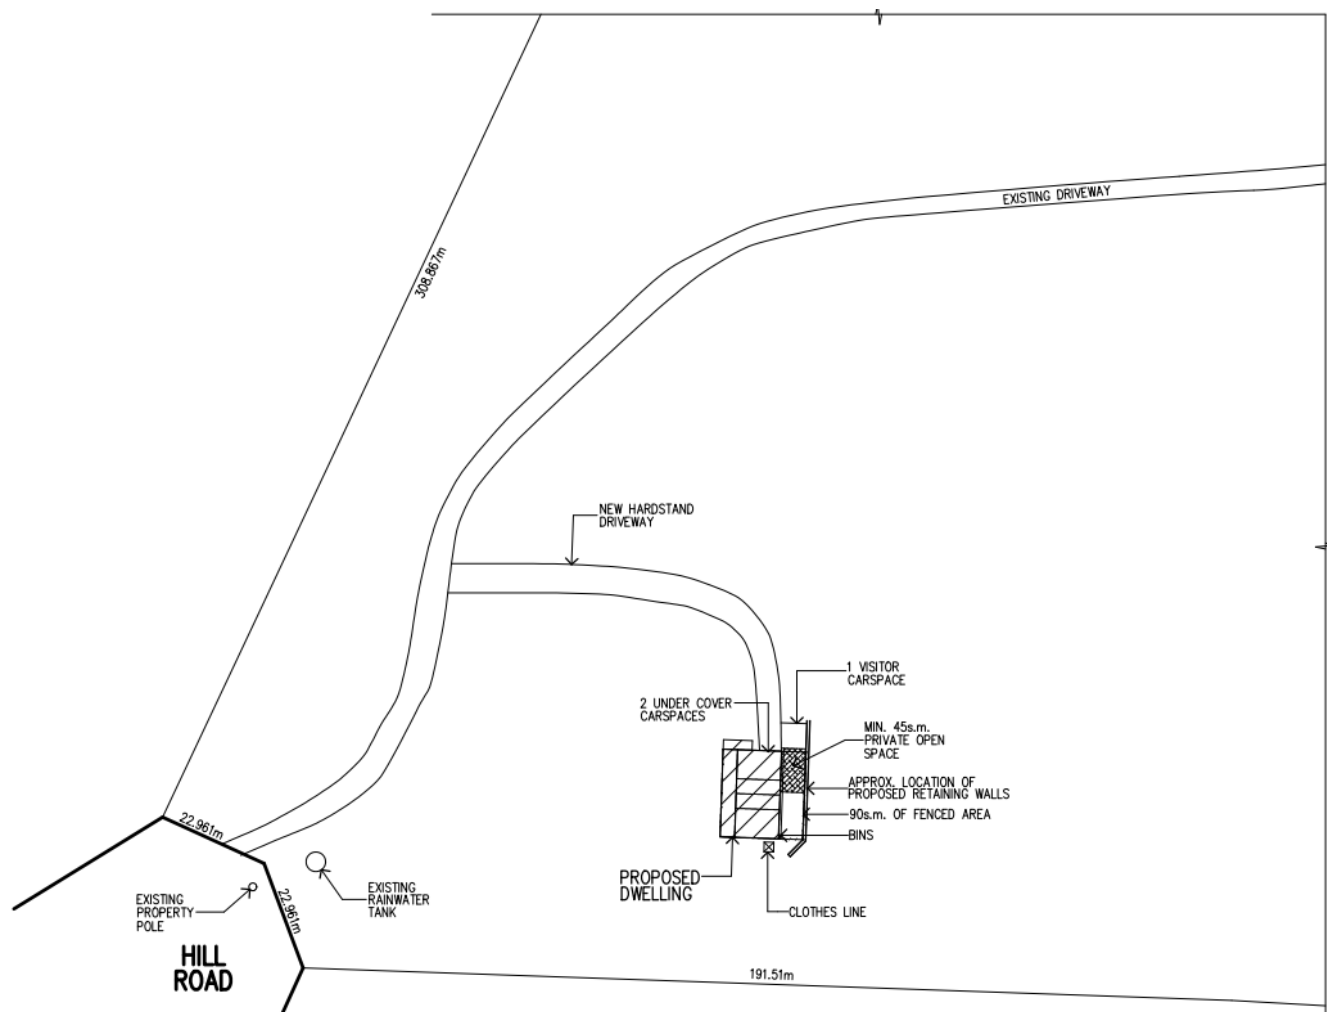 EXISTING DRIVEWAY
308.867m
NEW HARDSTAND
DRIVEWAY
1 VISITOR
CARSPACE
2 UNDER COVER
CARSPACES
MIN. 45s.m.
PRIVATE OPEN
SPACE
APPROX. LOCATION OF
PROPOSED RETAINING WALLS
90s.m. OF FENCED AREA
BINS
22.961m
PROPOSED
DWELLING
EXISTING
RAINWATER
TANK
EXISTING
PROPERTY
POLE
22.961m
CLOTHES LINE
HILL
ROAD
191.51m